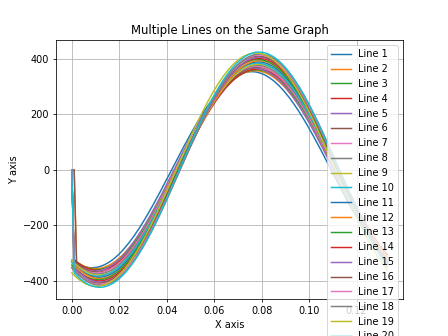 Multiple Lines on the Same Graph
Y axis
400
200
0
−200
−400
0.00 0.02 0.04 0.06 0.08 0.10
X axis
Line 1
Line 2
Line 3
Line 4
Line 5
Line 6
Line 7
Line 8
Line 9
Line 10
Line 11
Line 12
Line 13
Line 14
Line 15
Line 16
Line 17
Line 18
Line 19
Line 20